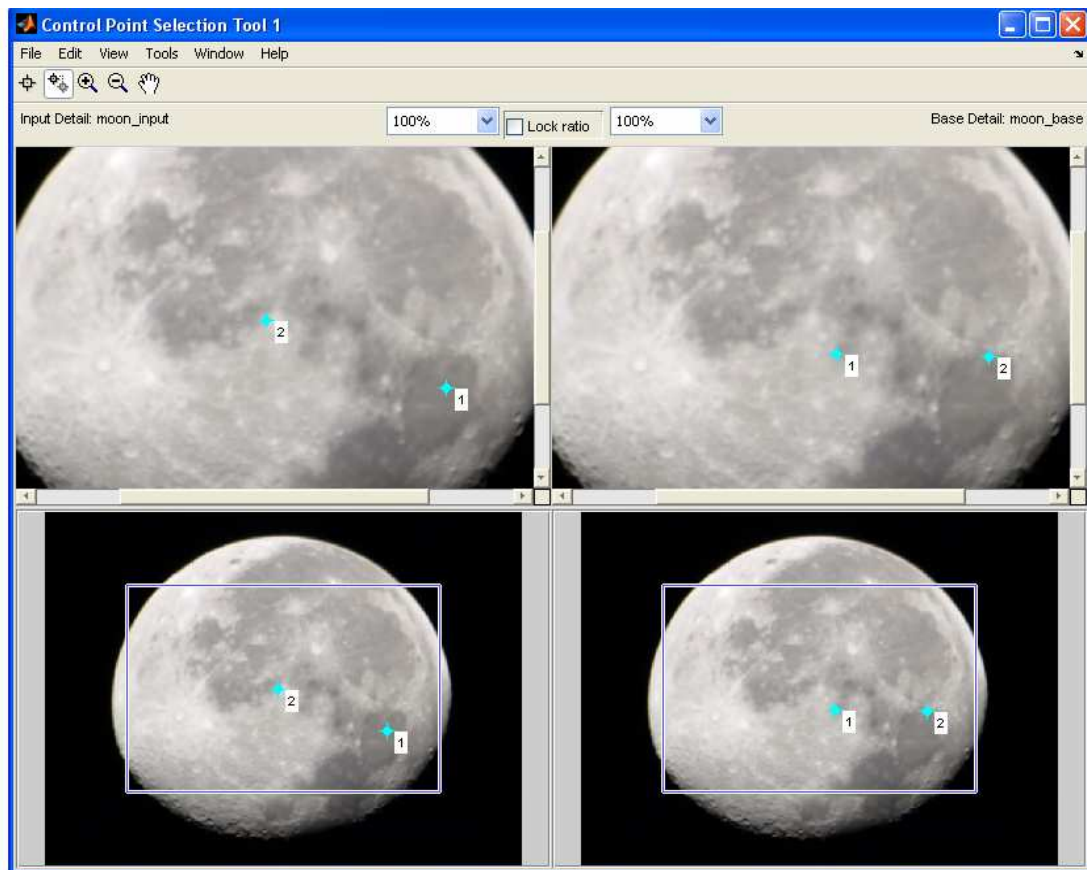 Control Point Selection Tool 1
File Edit View Tools Window Help
Input Detail: moon_input 100% Lock ratio 100% Base Detail: moon_base
2
1
1
2
2
1
1
2